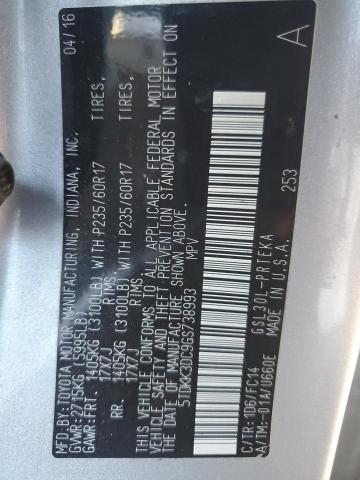 MFD. BY: 04/16
TOYOTA MOTOR MANUFACTURING, INDIANA, INC.
GVWR: 2715KG (5995LB)
GAWR: FRT. 1405KG (3100LB) WITH P235/60R17 TIRES,
17X7J
RR. 1405KG (3100LB) WITH P235/60R17 TIRES,
17X7J
THIS VEHICLE CONFORMS TO ALL APPLICABLE FEDERAL MOTOR
VEHICLE SAFETY AND THEFT PREVENTION STANDARDS IN EFFECT ON
THE DATE OF MANUFACTURE SHOWN ABOVE.
5TDKK3DC9GS738993 MPV
253
C/TR: 1D6/FC14 GSL30L-PRTEKA
A/TM: -01A/U660E MADE IN U.S.A.
A